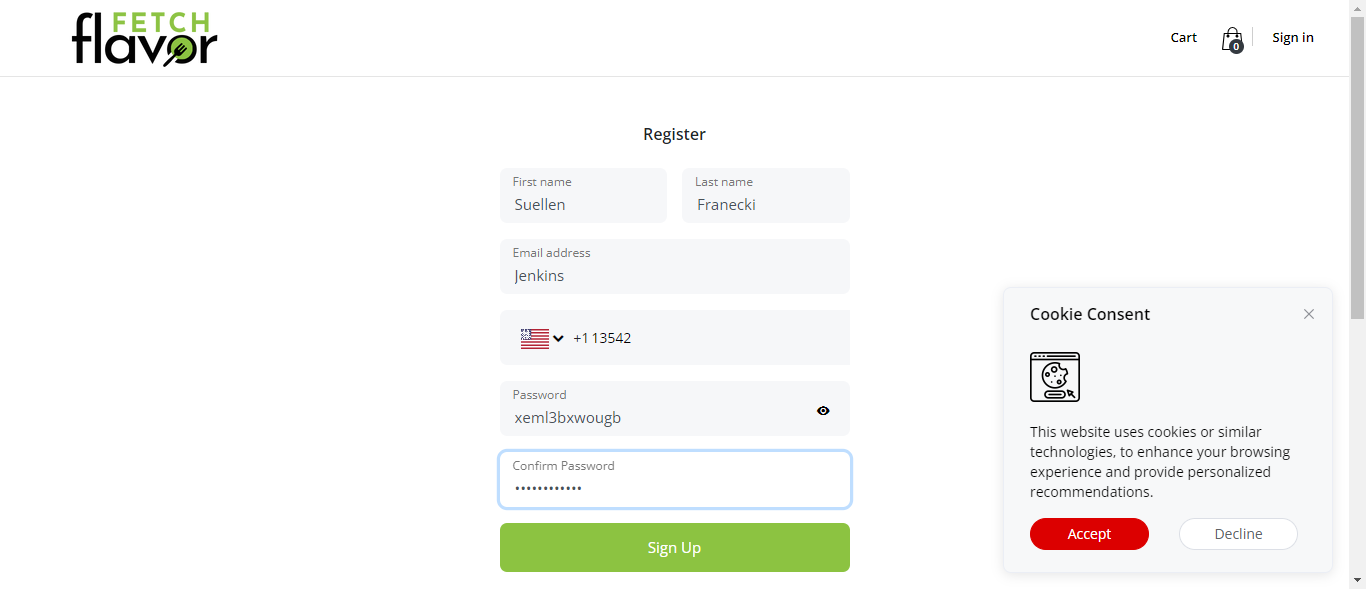 FETCH
flavor
Cart
0
Sign in
Register
First name
Suellen
Last name
Franecki
Email address
Jenkins
+1 13542
Password
xeml3bxwougb
Confirm Password
••••••••••••
Sign Up
Cookie Consent
This website uses cookies or similar
technologies, to enhance your browsing
experience and provide personalized
recommendations.
Accept
Decline